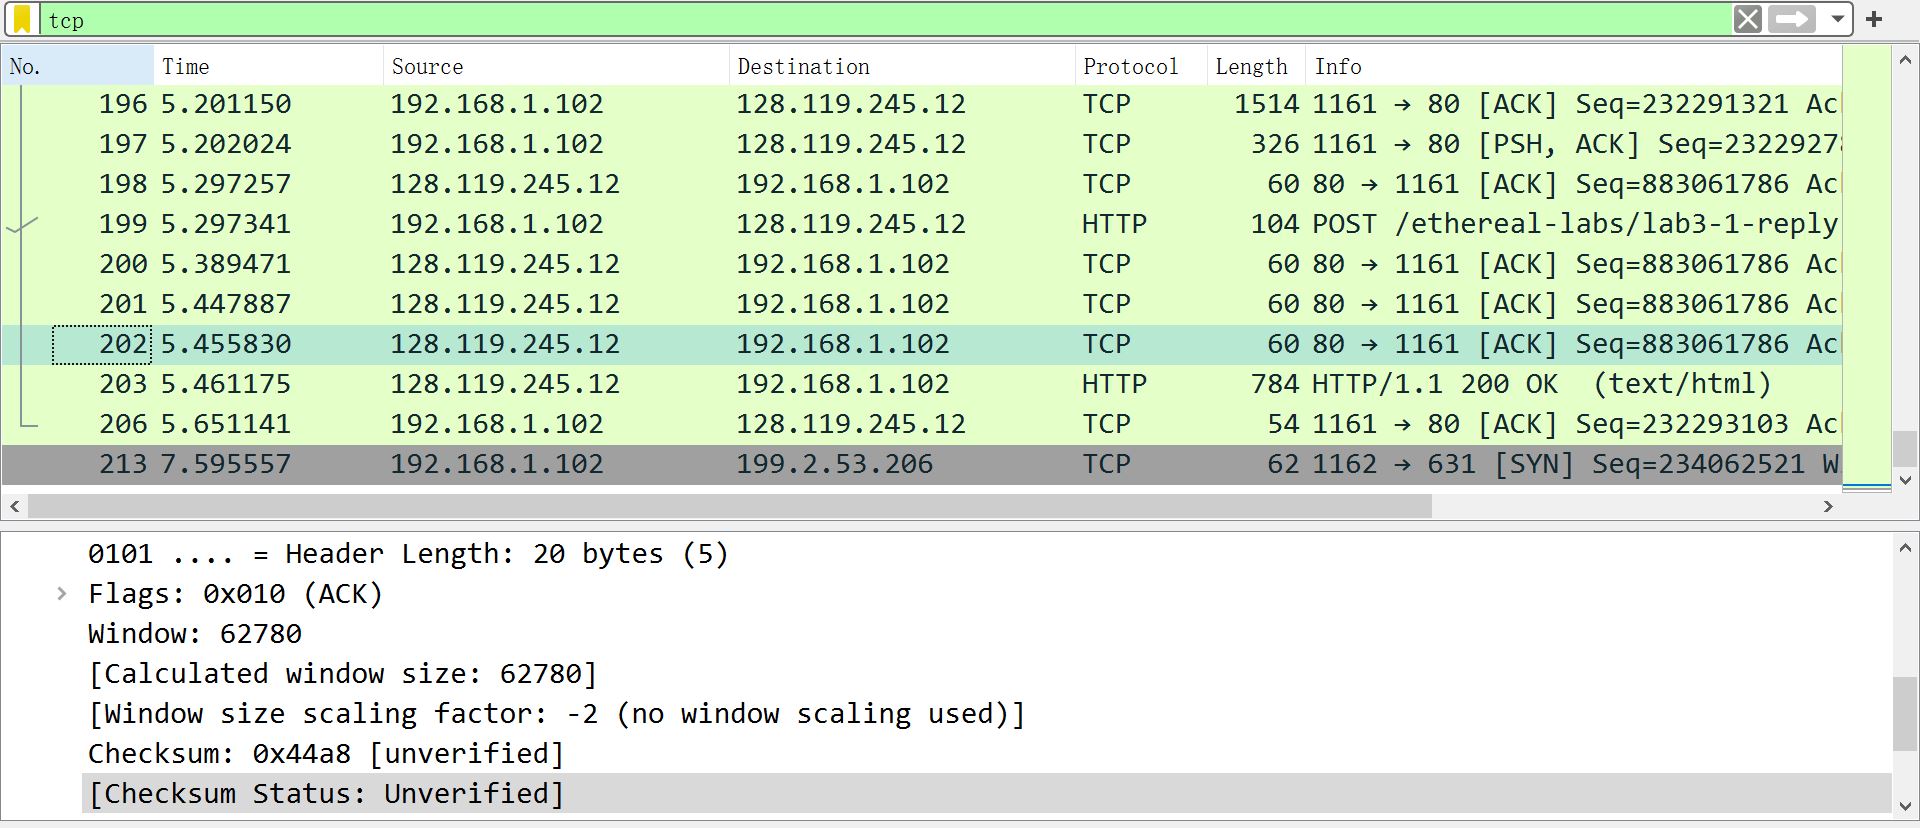 tcp
No. Time Source Destination Protocol Length Info
196 5.201150 192.168.1.102 128.119.245.12 TCP 1514 1161 → 80 [ACK] Seq=232291321 Ac
197 5.202024 192.168.1.102 128.119.245.12 TCP 326 1161 → 80 [PSH, ACK] Seq=23229278
198 5.297257 128.119.245.12 192.168.1.102 TCP 60 80 → 1161 [ACK] Seq=883061786 Ac
199 5.297341 192.168.1.102 128.119.245.12 HTTP 104 POST /ethereal-labs/lab3-1-reply
200 5.389471 128.119.245.12 192.168.1.102 TCP 60 80 → 1161 [ACK] Seq=883061786 Ac
201 5.447887 128.119.245.12 192.168.1.102 TCP 60 80 → 1161 [ACK] Seq=883061786 Ac
202 5.455830 128.119.245.12 192.168.1.102 TCP 60 80 → 1161 [ACK] Seq=883061786 Ac
203 5.461175 128.119.245.12 192.168.1.102 HTTP 784 HTTP/1.1 200 OK (text/html)
206 5.651141 192.168.1.102 128.119.245.12 TCP 54 1161 → 80 [ACK] Seq=232293103 Ac
213 7.595557 192.168.1.102 199.2.53.206 TCP 62 1162 → 631 [SYN] Seq=234062521 W
0101 .... = Header Length: 20 bytes (5)
Flags: 0x010 (ACK)
Window: 62780
[Calculated window size: 62780]
[Window size scaling factor: -2 (no window scaling used)]
Checksum: 0x44a8 [unverified]
[Checksum Status: Unverified]